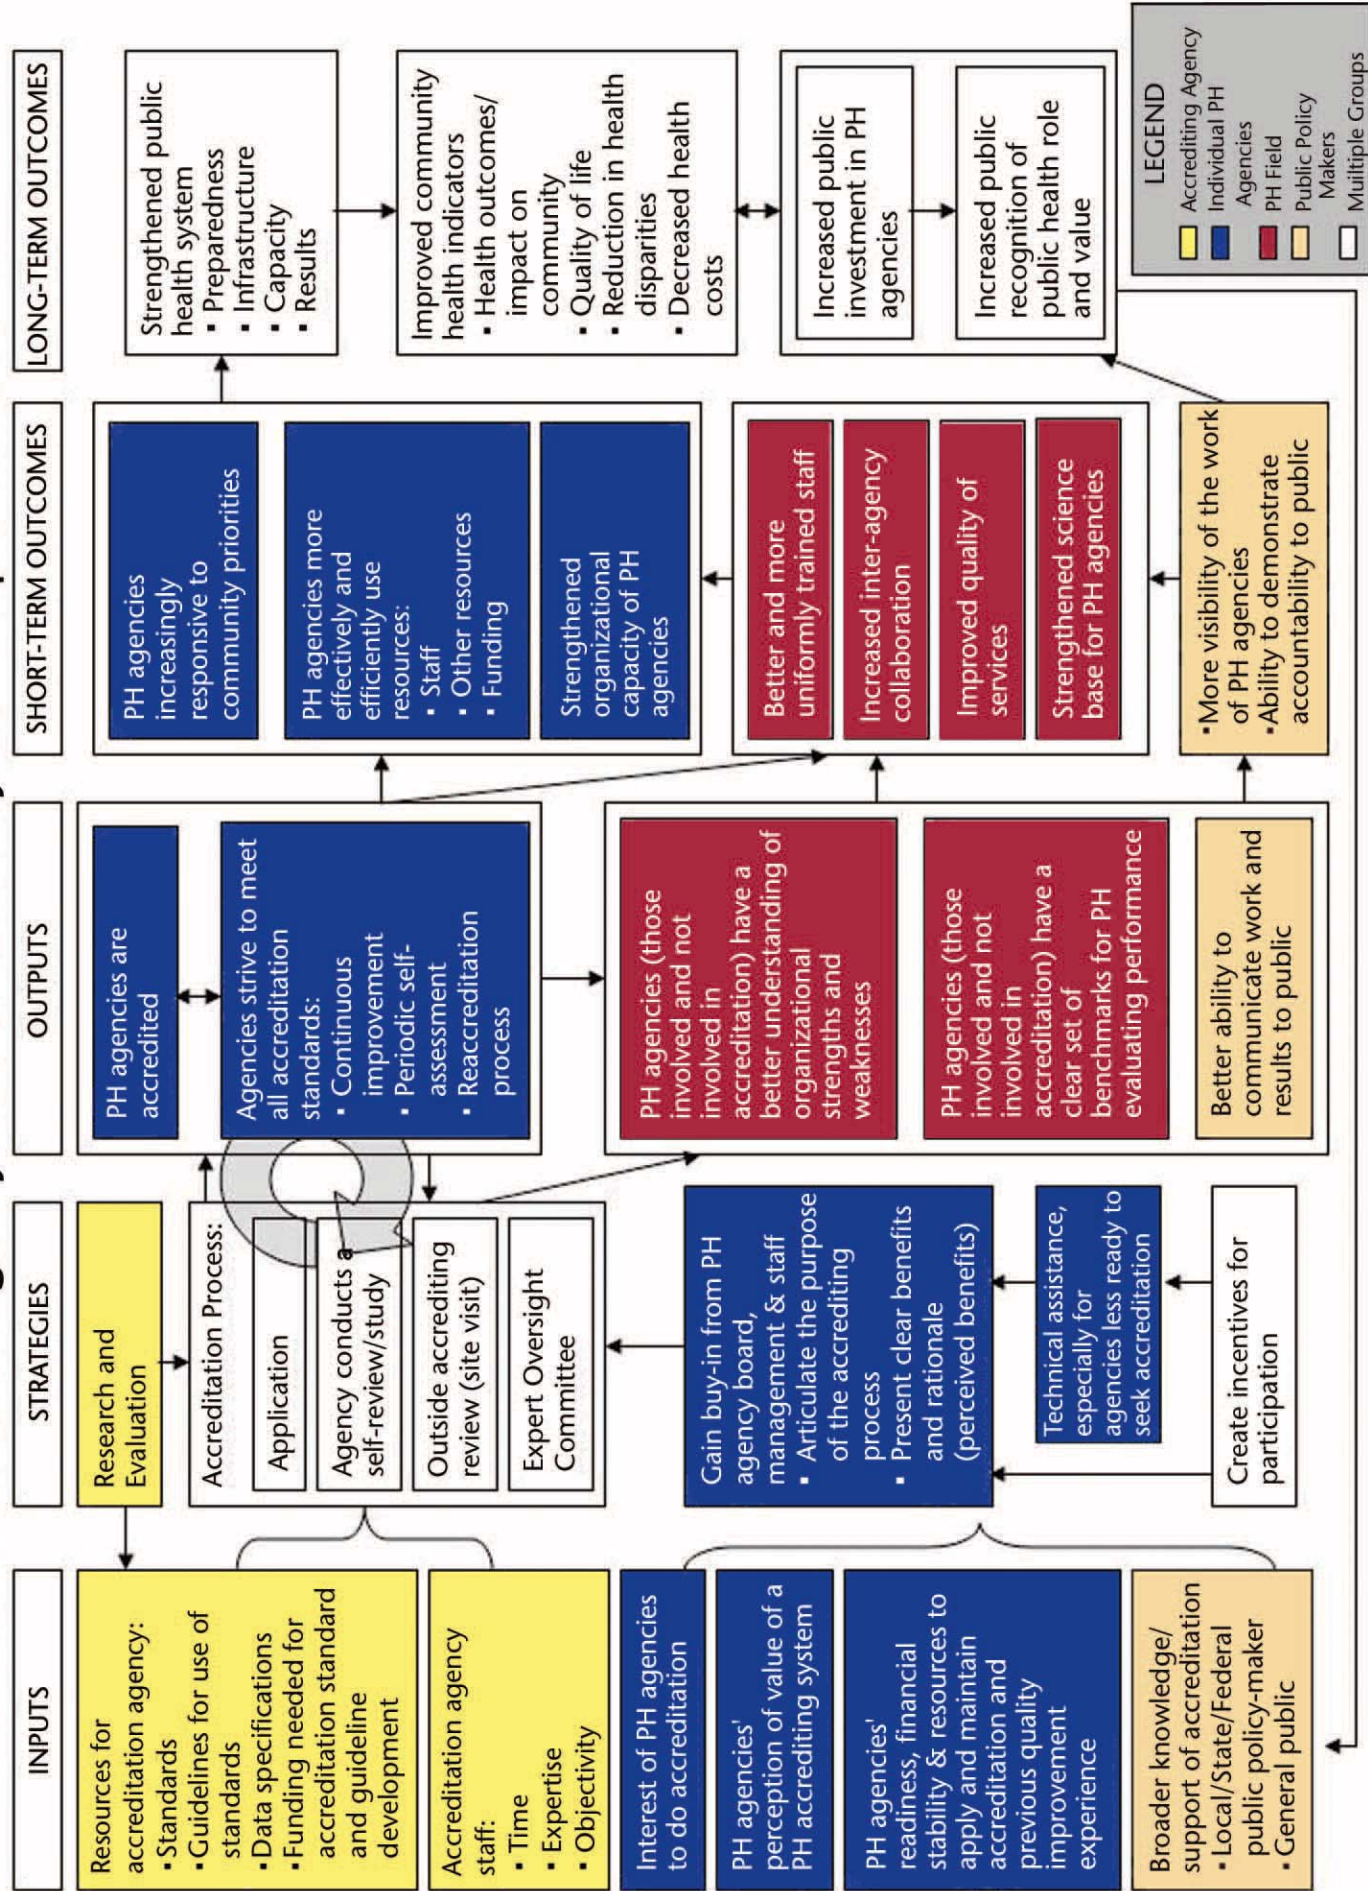 INPUTS
Resources for
accreditation agency:
▪ Standards
▪ Guidelines for use of
standards
▪ Data specifications
▪ Funding needed for
accreditation standard
and guideline
development
Accreditation agency
staff:
▪ Time
▪ Expertise
▪ Objectivity
Interest of PH agencies
to do accreditation
PH agencies'
perception of value of a
PH accrediting system
PH agencies'
readiness, financial
stability & resources to
apply and maintain
accreditation and
previous quality
improvement
experience
Broader knowledge/
support of accreditation
▪ Local/State/Federal
public policy-maker
▪ General public
STRATEGIES
Research and
Evaluation
Accreditation Process:
Application
Agency conducts a
self-review/study
Outside accrediting
review (site visit)
Expert Oversight
Committee
Gain buy-in from PH
agency board,
management & staff
▪ Articulate the purpose
of the accrediting
process
▪ Present clear benefits
and rationale
(perceived benefits)
Technical assistance,
especially for
agencies less ready to
seek accreditation
Create incentives for
participation
OUTPUTS
PH agencies are
accredited
Agencies strive to meet
all accreditation
standards:
▪ Continuous
improvement
▪ Periodic self-
assessment
▪ Reaccreditation
process
PH agencies (those
involved and not
involved in
accreditation) have a
better understanding of
organizational
strengths and
weaknesses
PH agencies (those
involved and not
involved in
accreditation) have a
clear set of
benchmarks for PH
evaluating performance
Better ability to
communicate work and
results to public
SHORT-TERM OUTCOMES
PH agencies
increasingly
responsive to
community priorities
PH agencies more
effectively and
efficiently use
resources:
▪ Staff
▪ Other resources
▪ Funding
Strengthened
organizational
capacity of PH
agencies
Better and more
uniformly trained staff
Increased inter-agency
collaboration
Improved quality of
services
Strengthened science
base for PH agencies
▪ More visibility of the work
of PH agencies
▪ Ability to demonstrate
accountability to public
LONG-TERM OUTCOMES
Strengthened public
health system
▪ Preparedness
▪ Infrastructure
▪ Capacity
▪ Results
Improved community
health indicators
▪ Health outcomes/
impact on
community
▪ Quality of life
▪ Reduction in health
disparities
▪ Decreased health
costs
Increased public
investment in PH
agencies
Increased public
recognition of
public health role
and value
LEGEND
Accrediting Agency
Individual PH
Agencies
PH Field
Public Policy
Makers
Muiltiple Groups